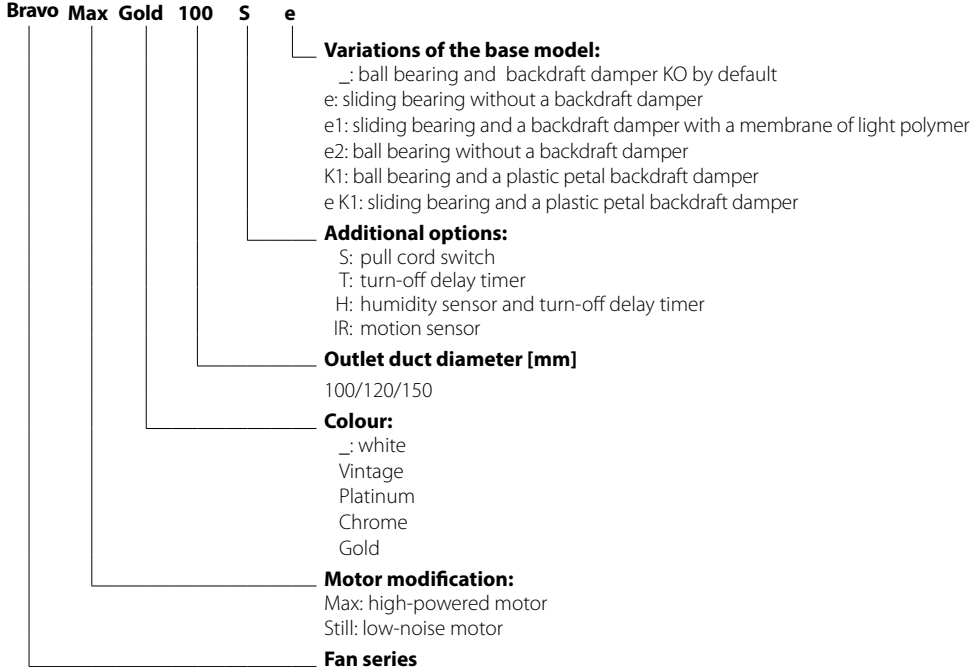 Bravo Max Gold 100 S e
Variations of the base model:
_: ball bearing and backdraft damper KO by default
e: sliding bearing without a backdraft damper
e1: sliding bearing and a backdraft damper with a membrane of light polymer
e2: ball bearing without a backdraft damper
K1: ball bearing and a plastic petal backdraft damper
e K1: sliding bearing and a plastic petal backdraft damper
Additional options:
S: pull cord switch
T: turn-off delay timer
H: humidity sensor and turn-off delay timer
IR: motion sensor
Outlet duct diameter [mm]
100/120/150
Colour:
_: white
Vintage
Platinum
Chrome
Gold
Motor modification:
Max: high-powered motor
Still: low-noise motor
Fan series